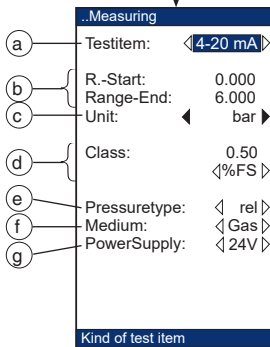 ..Measuring
a Testitem: 4-20 mA
b R.-Start: 0.000
Range-End: 6.000
c Unit: bar
d Class: 0.50
%FS
e Pressuretype: rel
f Medium: Gas
g PowerSupply: 24V
Kind of test item